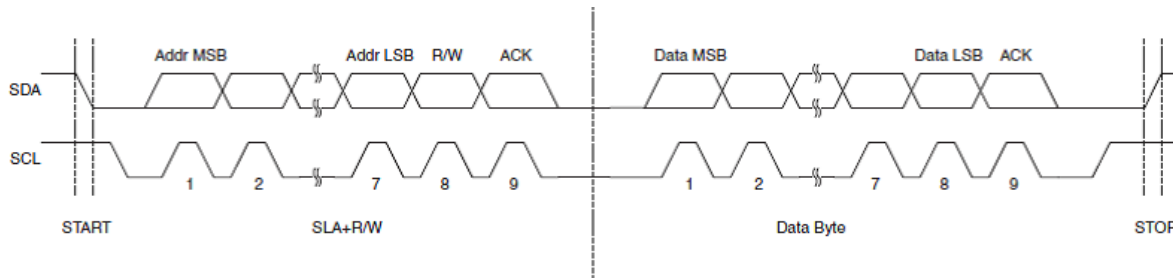 Addr MSB Addr LSB R/W ACK Data MSB Data LSB ACK
SDA
SCL
1 2 7 8 9 1 2 7 8 9
START SLA+R/W Data Byte STOP